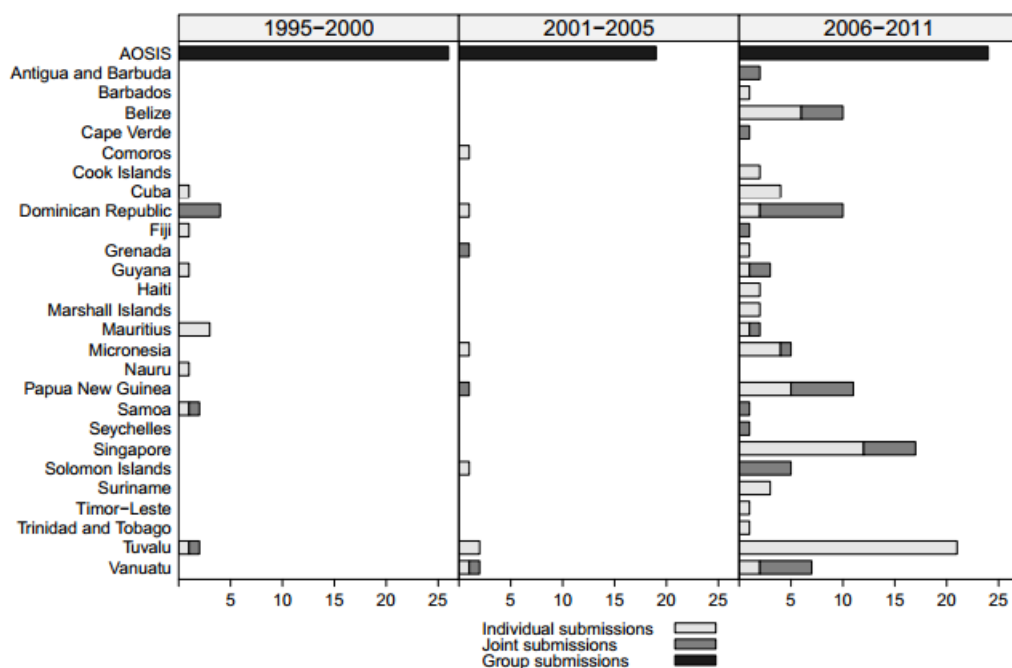 1995−2000 2001−2005 2006−2011
AOSIS
Antigua and Barbuda
Barbados
Belize
Cape Verde
Comoros
Cook Islands
Cuba
Dominican Republic
Fiji
Grenada
Guyana
Haiti
Marshall Islands
Mauritius
Micronesia
Nauru
Papua New Guinea
Samoa
Seychelles
Singapore
Solomon Islands
Suriname
Timor−Leste
Trinidad and Tobago
Tuvalu
Vanuatu
5 10 15 20 25 5 10 15 20 25 5 10 15 20 25
Individual submissions
Joint submissions
Group submissions